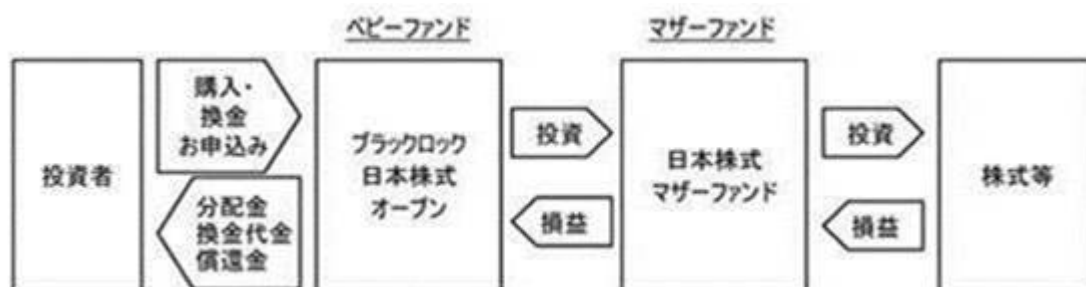 ベビーファンド
マザーファンド
投資者
購入・
換金
お申込み
分配金
換金代金
償還金
ブラックロック
日本株式
オープン
投資
損益
日本株式
マザーファンド
投資
損益
株式等